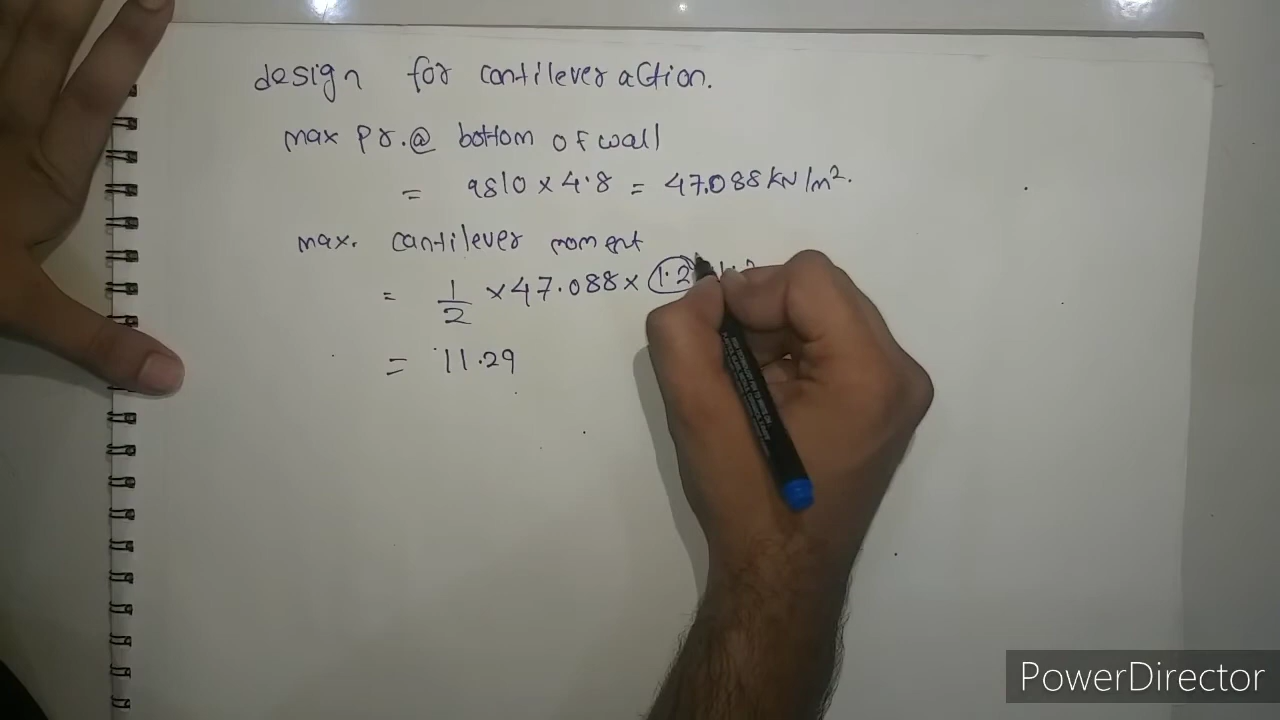 design for cantilever action.
max pr.@ bottom of wall
= 9810 × 4.8 = 47.088 KN/m².
max. cantilever moment
= 1/2 × 47.088 × 1.2
= 11.29
PowerDirector